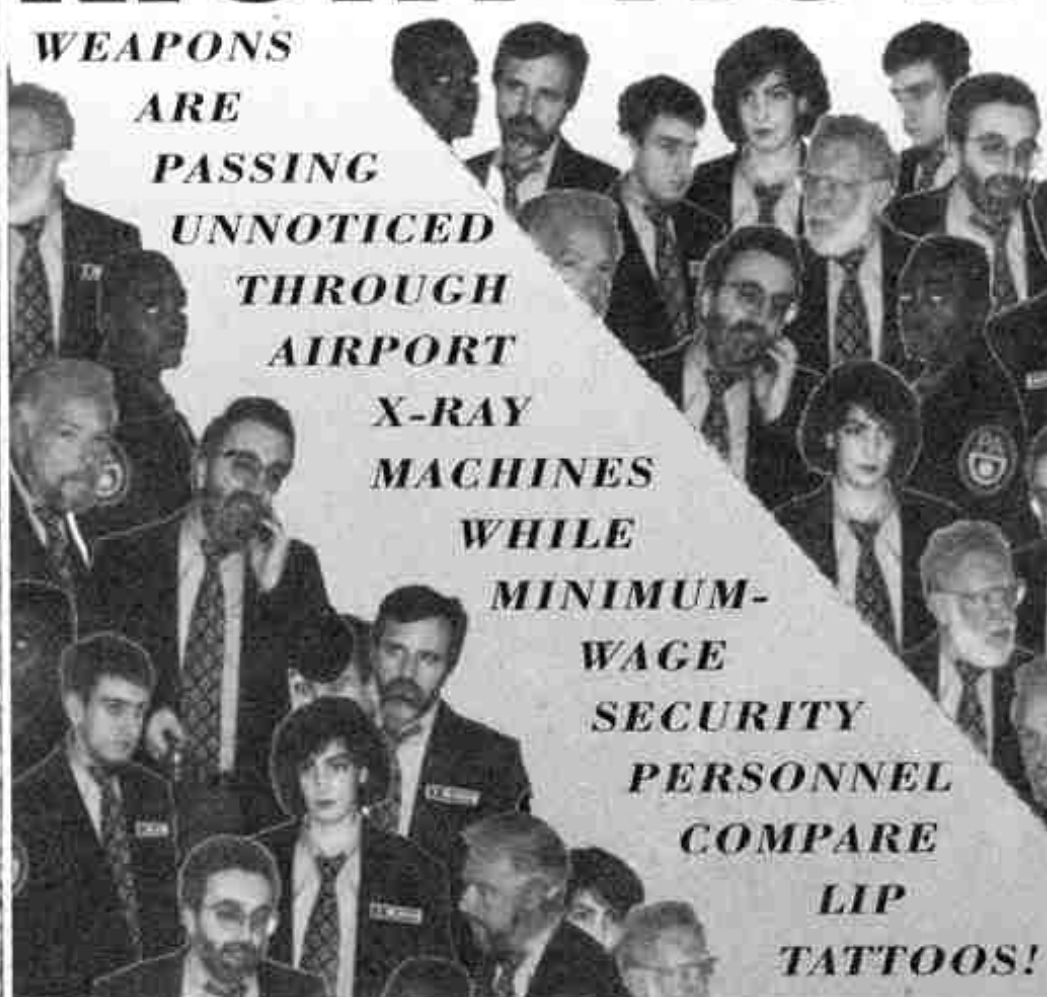 WEAPONS
ARE
PASSING
UNNOTICED
THROUGH
AIRPORT
X-RAY
MACHINES
WHILE
MINIMUM-
WAGE
SECURITY
PERSONNEL
COMPARE
LIP
TATTOOS!